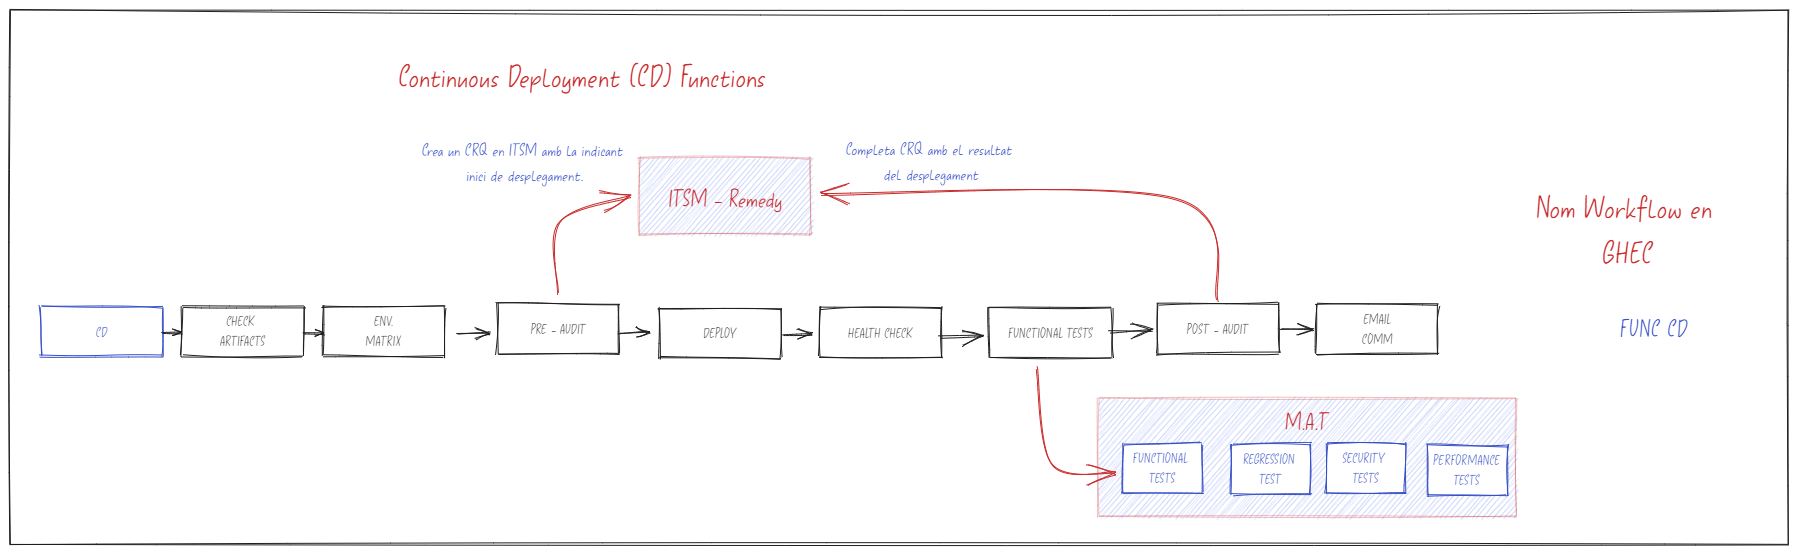 Continuous Deployment (CD) Functions
Crea un CRQ en ITSM amb la indicant
inici de desplegament.
ITSM - Remedy
Completa CRQ amb el resultat
del desplegament
Nom Workflow en
GHEC
FUNC CD
CD
CHECK
ARTIFACTS
ENV.
MATRIX
PRE - AUDIT
DEPLOY
HEALTH CHECK
FUNCTIONAL TESTS
POST - AUDIT
EMAIL
COMM
M.A.T
FUNCTIONAL
TESTS
REGRESSION
TEST
SECURITY
TESTS
PERFORMANCE
TESTS